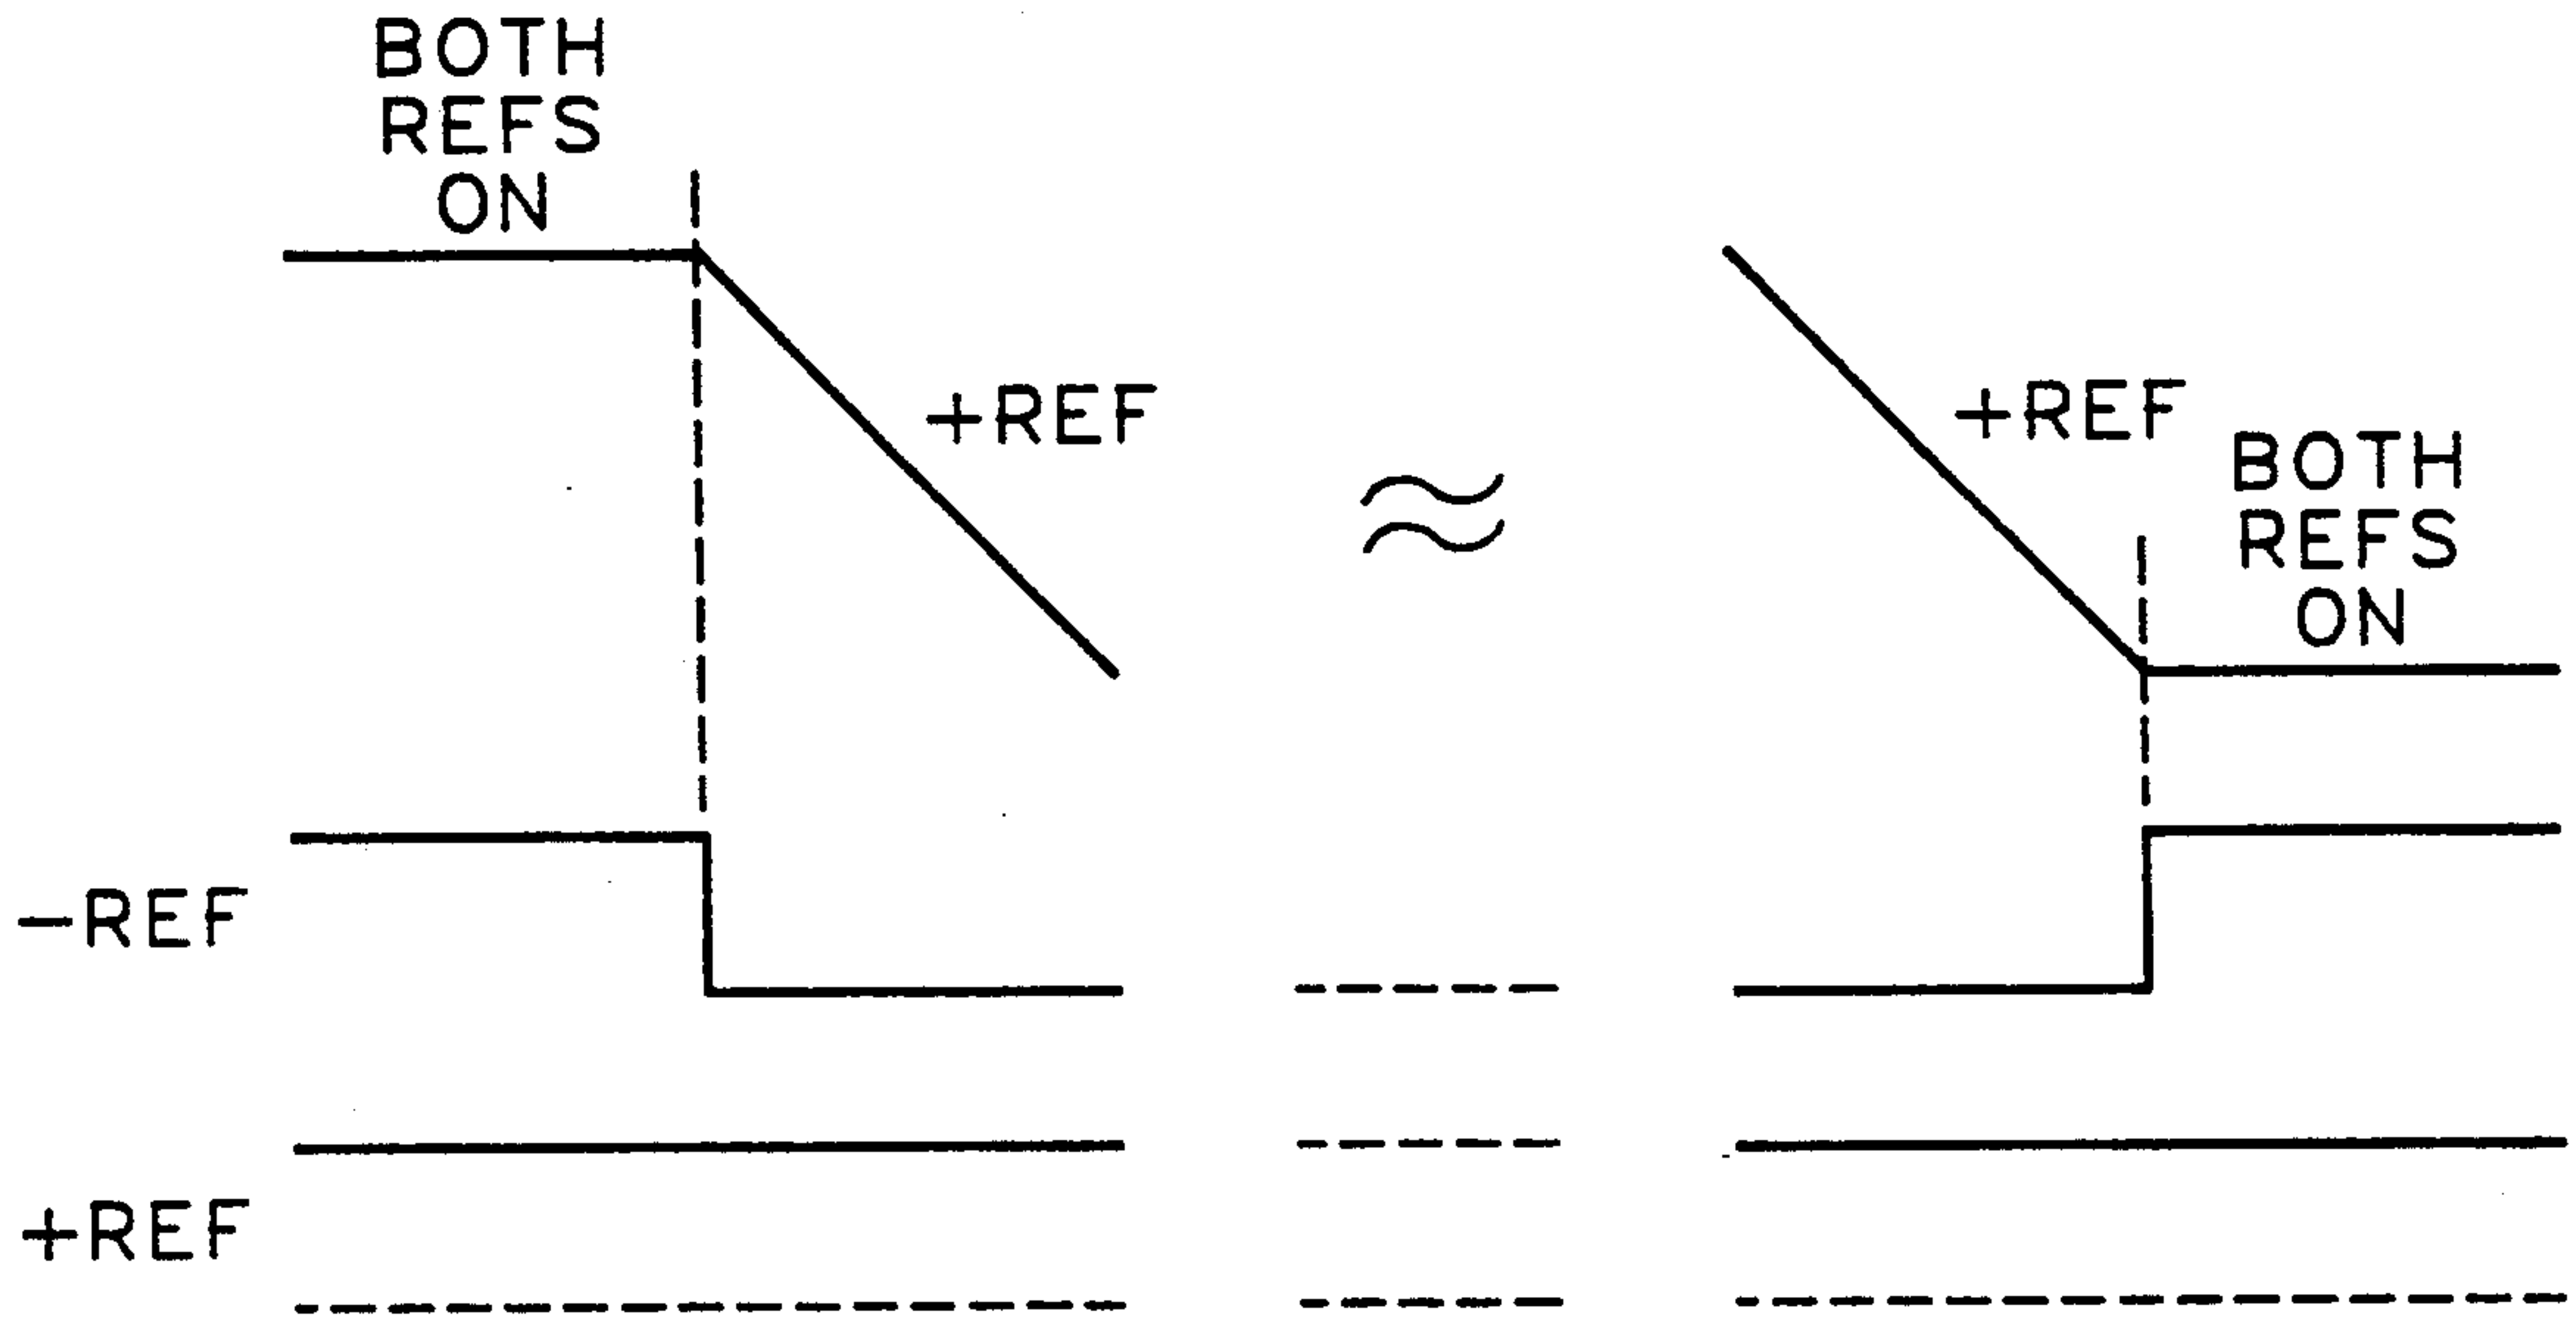 BOTH
REFS
ON
+REF
+REF
BOTH
REFS
ON
-REF
+REF